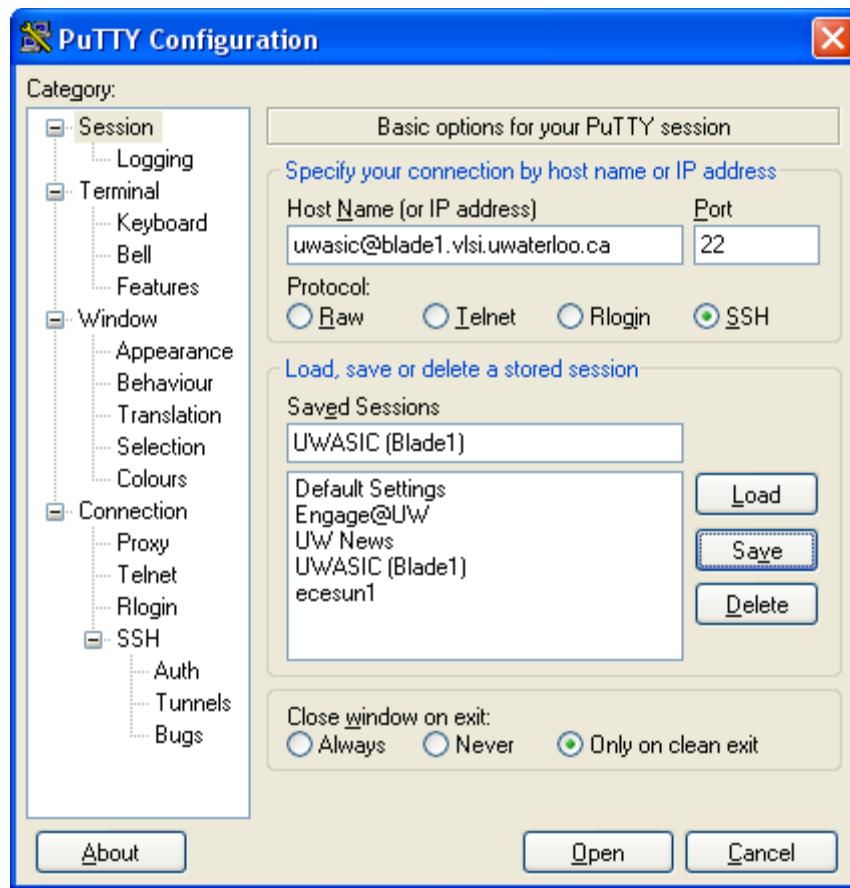 PuTTY Configuration
Category:
Session
Logging
Terminal
Keyboard
Bell
Features
Window
Appearance
Behaviour
Translation
Selection
Colours
Connection
Proxy
Telnet
Rlogin
SSH
Auth
Tunnels
Bugs
Basic options for your PuTTY session
Specify your connection by host name or IP address
Host Name (or IP address) Port
uwasic@blade1.vlsi.uwaterloo.ca 22
Protocol:
Raw Telnet Rlogin SSH
Load, save or delete a stored session
Saved Sessions
UWASIC (Blade1)
Default Settings
Engage@UW
UW News
UWASIC (Blade1)
ecesun1
Load
Save
Delete
Close window on exit:
Always Never Only on clean exit
About Open Cancel